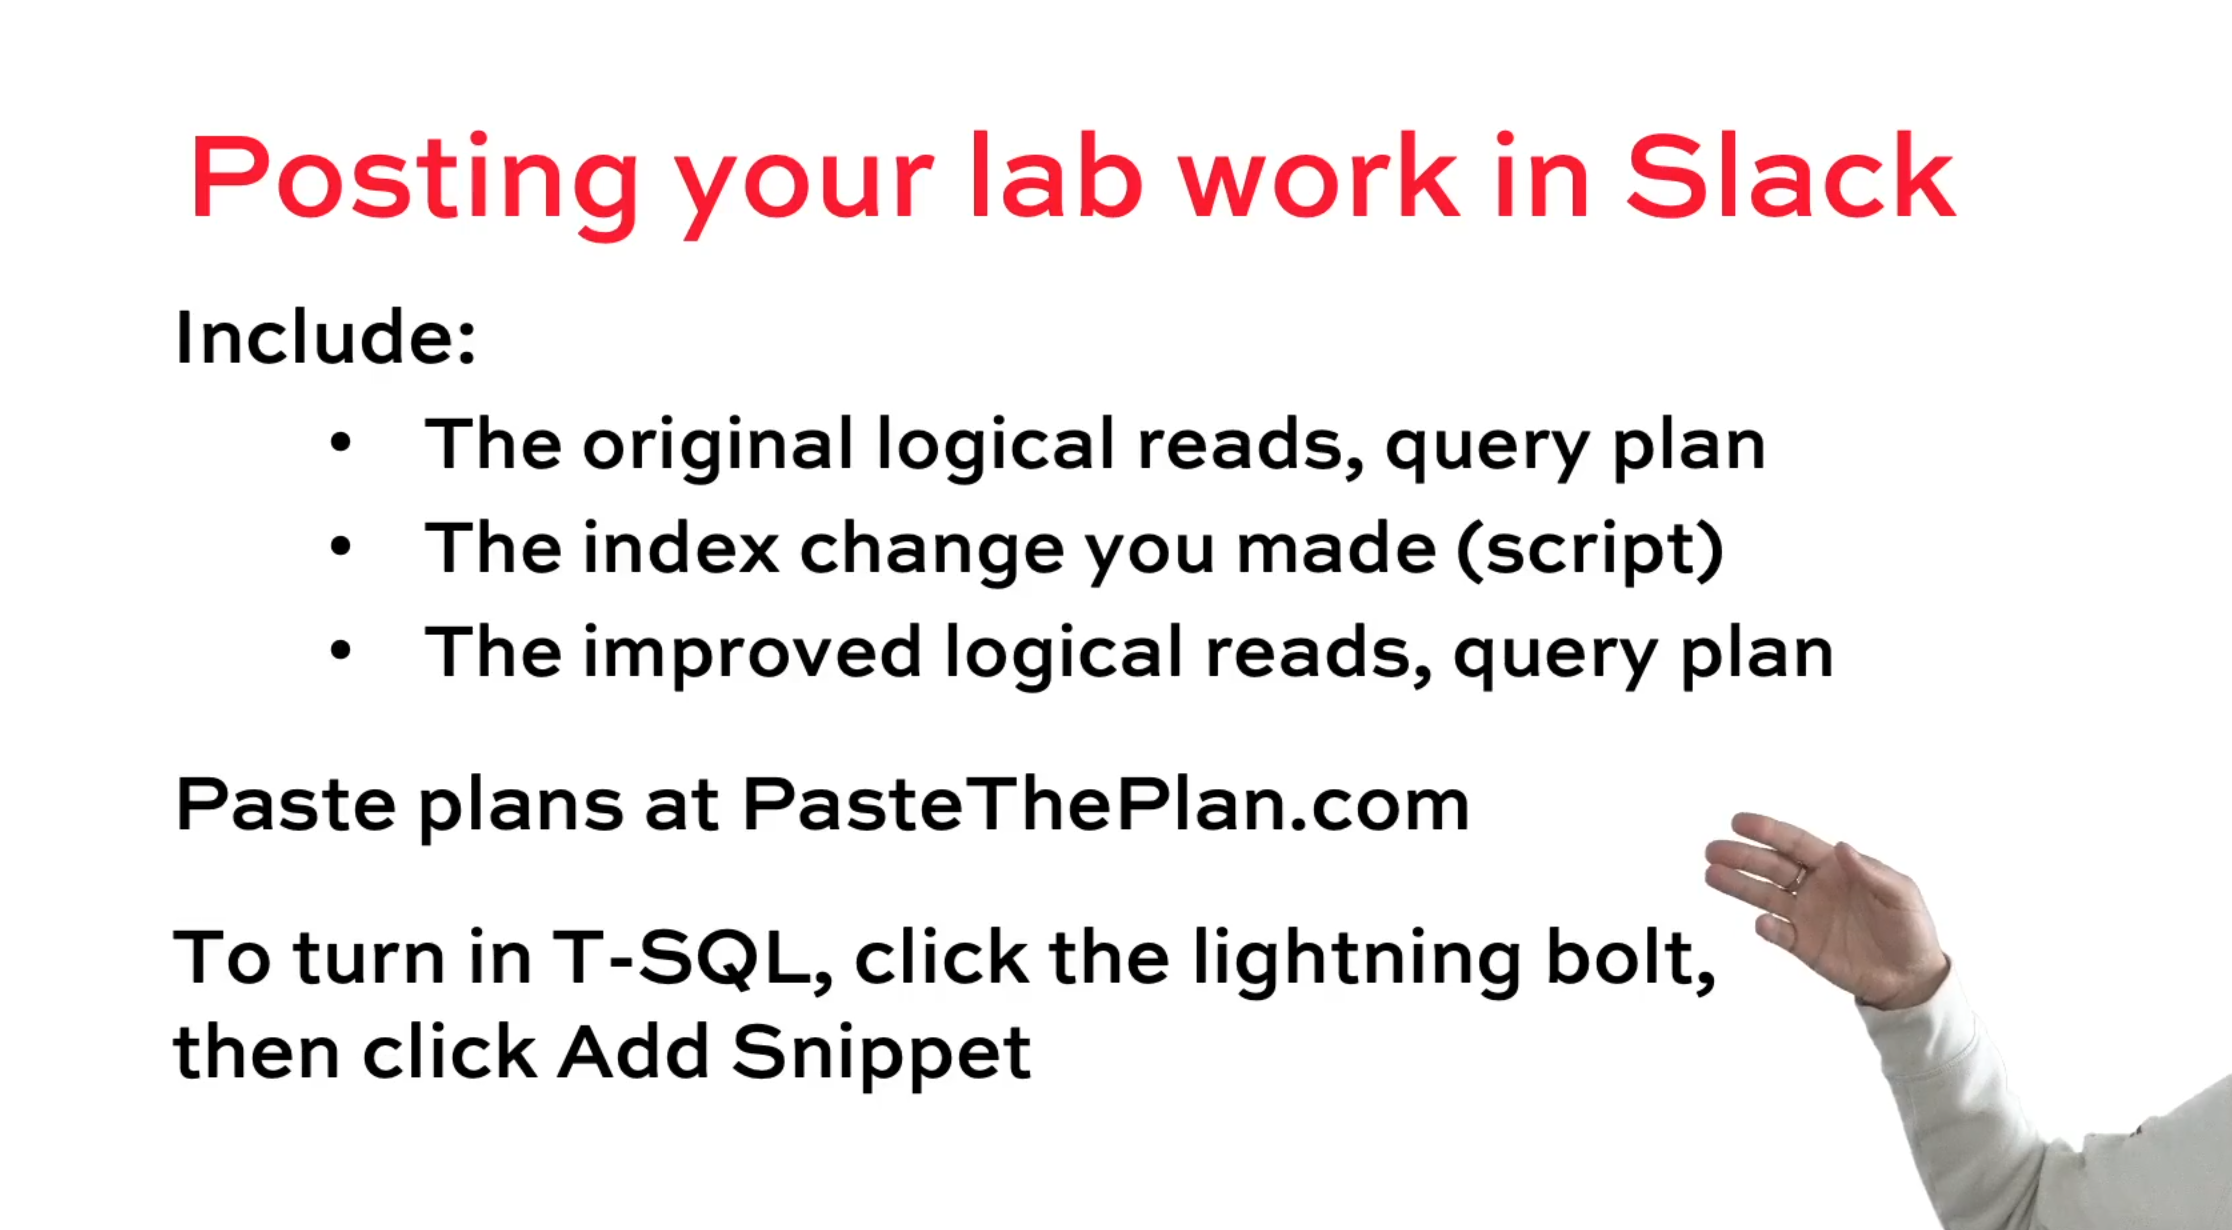 Posting your lab work in Slack
Include:
• The original logical reads, query plan
• The index change you made (script)
• The improved logical reads, query plan
Paste plans at PasteThePlan.com
To turn in T-SQL, click the lightning bolt,
then click Add Snippet